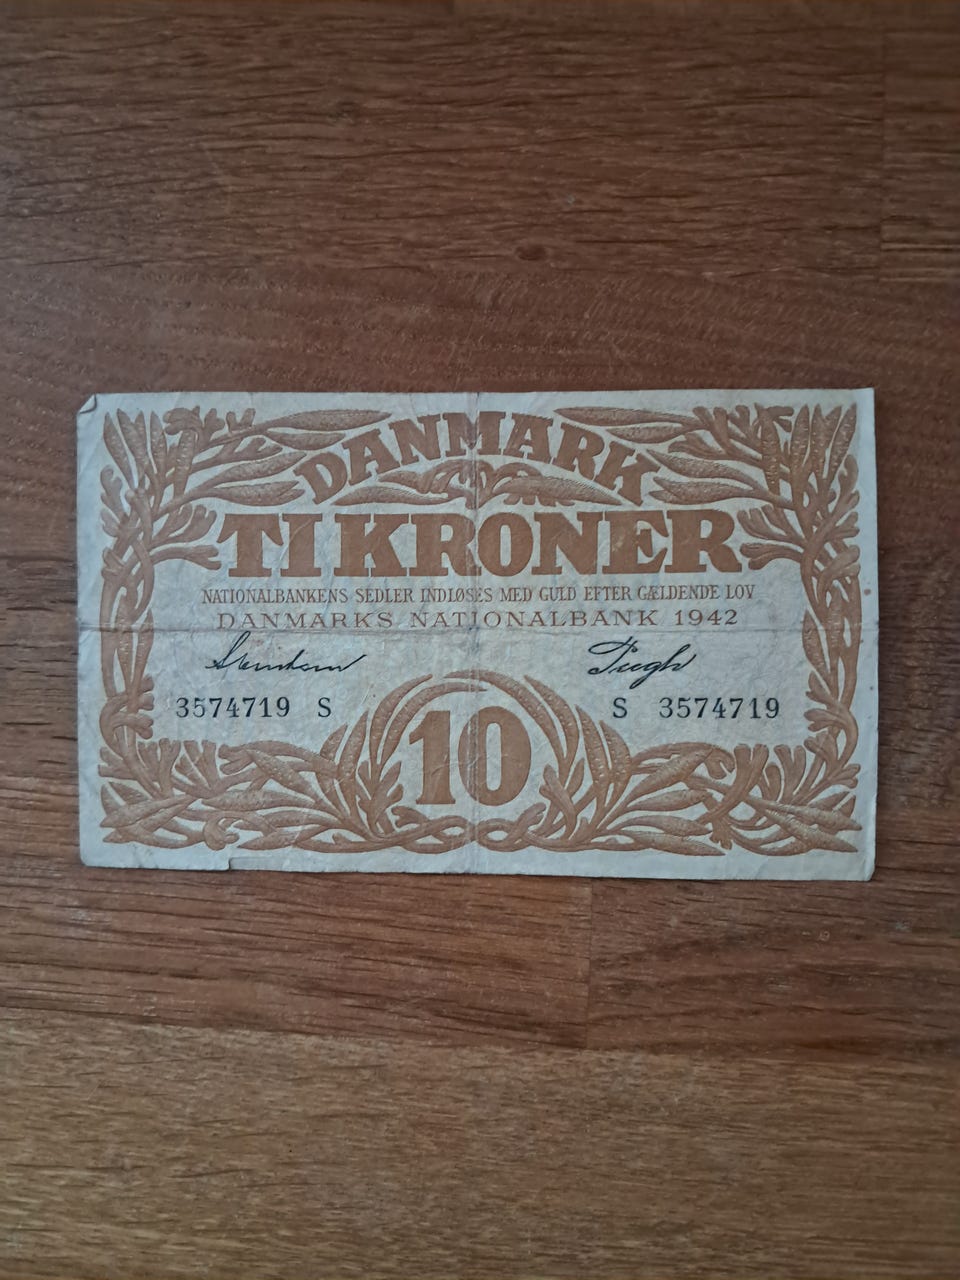 DANMARK
TI KRONER
NATIONALBANKENS SEDLER INDLØSES MED GULD EFTER GÆLDENDE LOV
DANMARKS NATIONALBANK 1942
3574719 S S 3574719
10